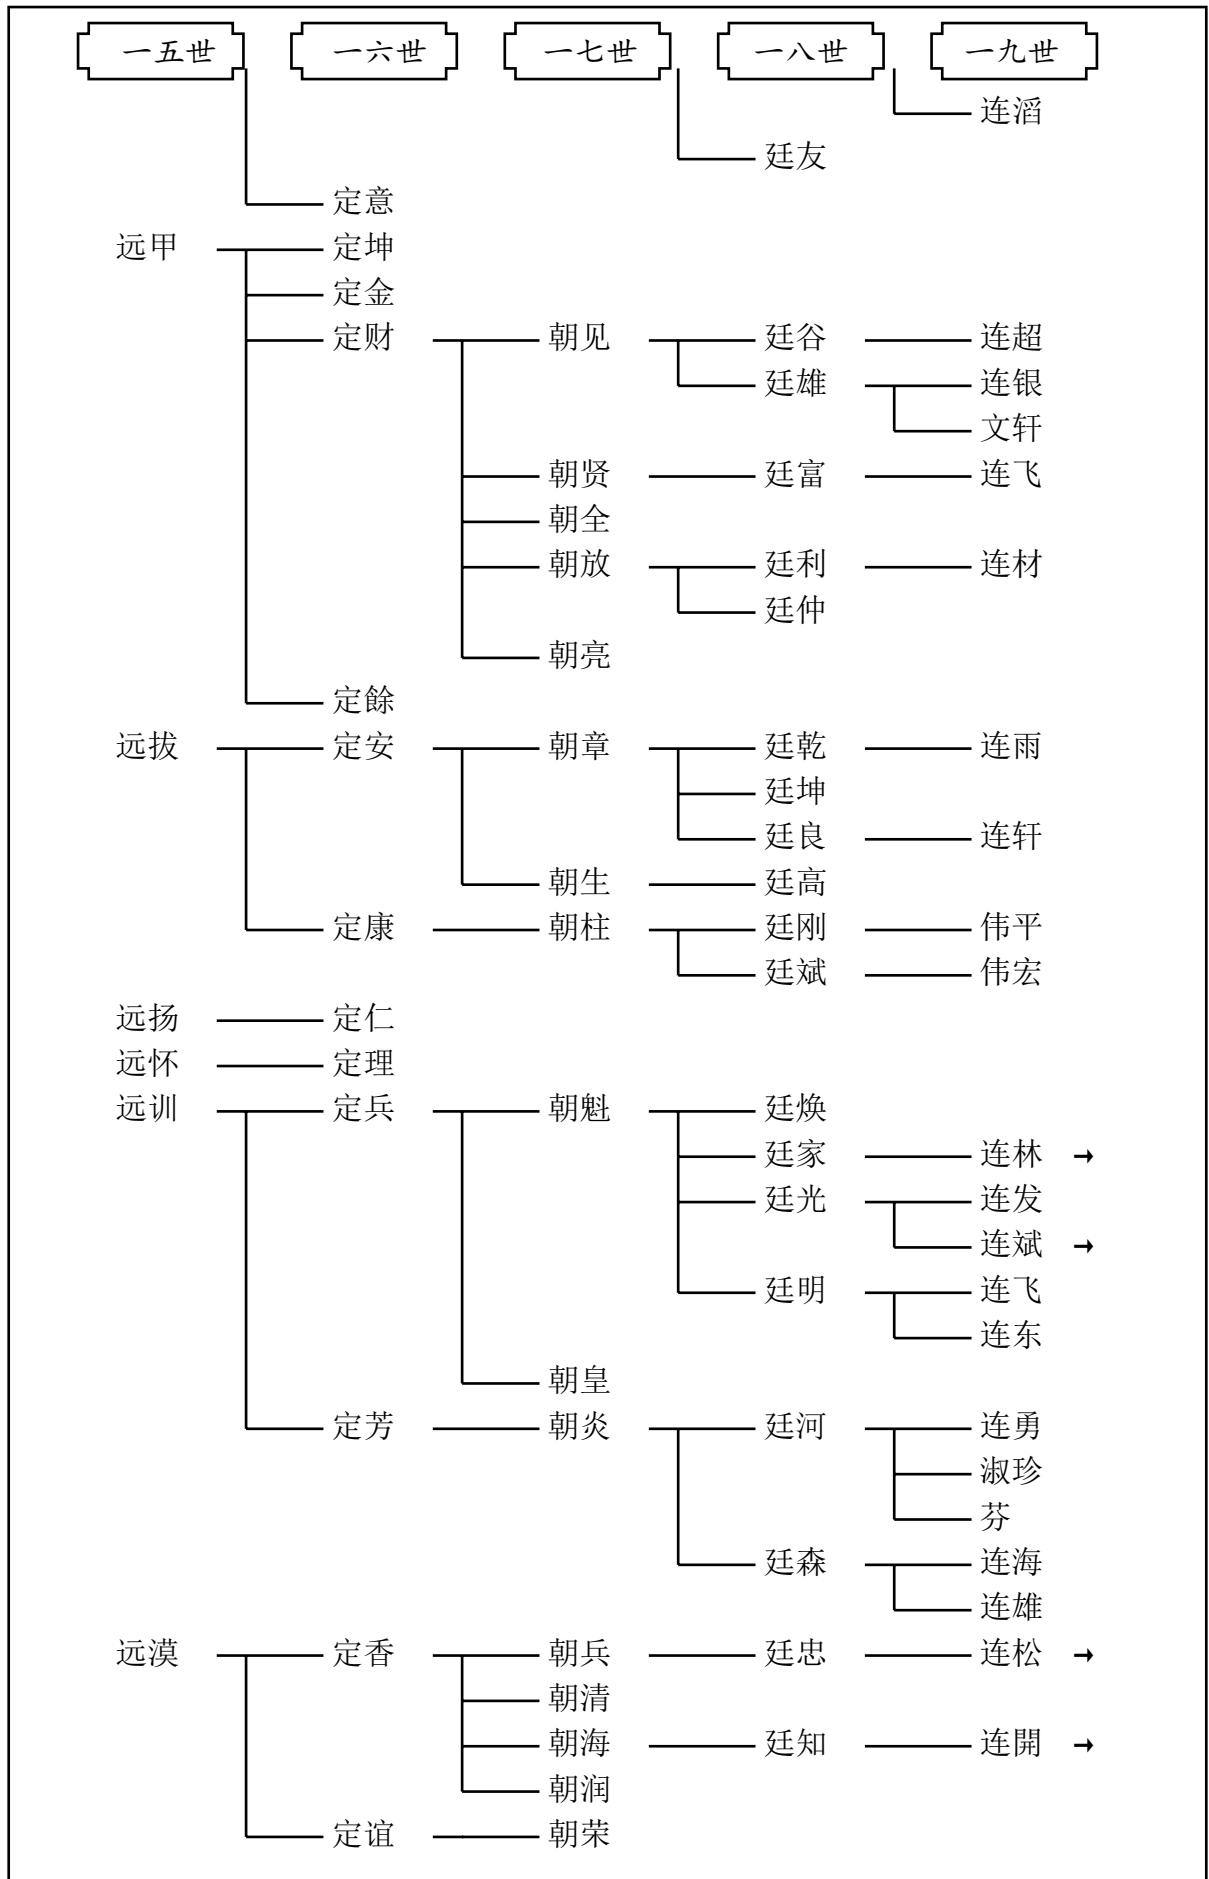 一五世 一六世 一七世 一八世 一九世
连滔
廷友
定意
远甲 定坤
定金
定财 朝见 廷谷 连超
廷雄 连银
文轩
朝贤 廷富 连飞
朝全
朝放 廷利 连材
廷仲
朝亮
定餘
远拔 定安 朝章 廷乾 连雨
廷坤
廷良 连轩
朝生 廷高
定康 朝柱 廷刚 伟平
廷斌 伟宏
远扬 定仁
远怀 定理
远训 定兵 朝魁 廷焕
廷家 连林 →
廷光 连发
连斌 →
廷明 连飞
连东
朝皇
定芳 朝炎 廷河 连勇
淑珍
芬
廷森 连海
连雄
远漠 定香 朝兵 廷忠 连松 →
朝清
朝海 廷知 连開 →
朝润
定谊 朝荣